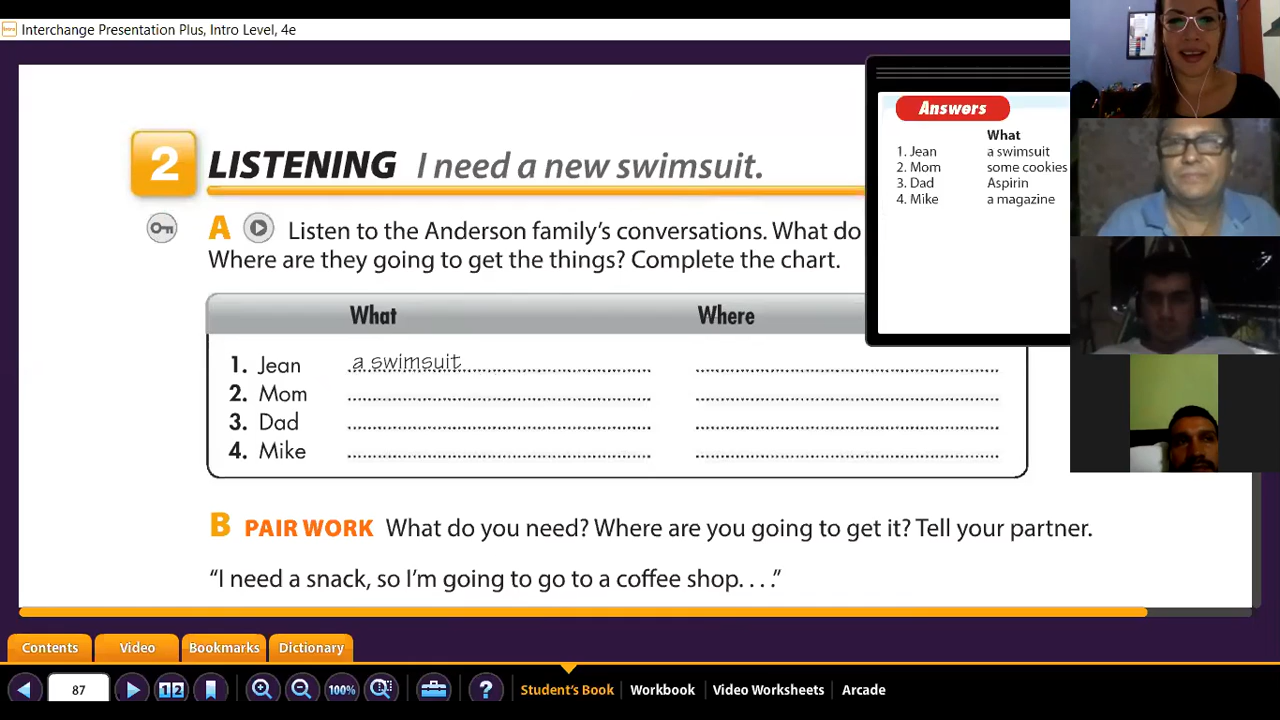 Interchange Presentation Plus, Intro Level, 4e
Answers
What
1. Jean a swimsuit
2. Mom some cookies
3. Dad Aspirin
4. Mike a magazine
2 LISTENING I need a new swimsuit.
A Listen to the Anderson family's conversations. What do
Where are they going to get the things? Complete the chart.
What Where
1. Jean a swimsuit
2. Mom
3. Dad
4. Mike
B PAIR WORK What do you need? Where are you going to get it? Tell your partner.
“I need a snack, so I'm going to go to a coffee shop. . . .”
Contents Video Bookmarks Dictionary
87 12 100% ? Student's Book Workbook Video Worksheets Arcade